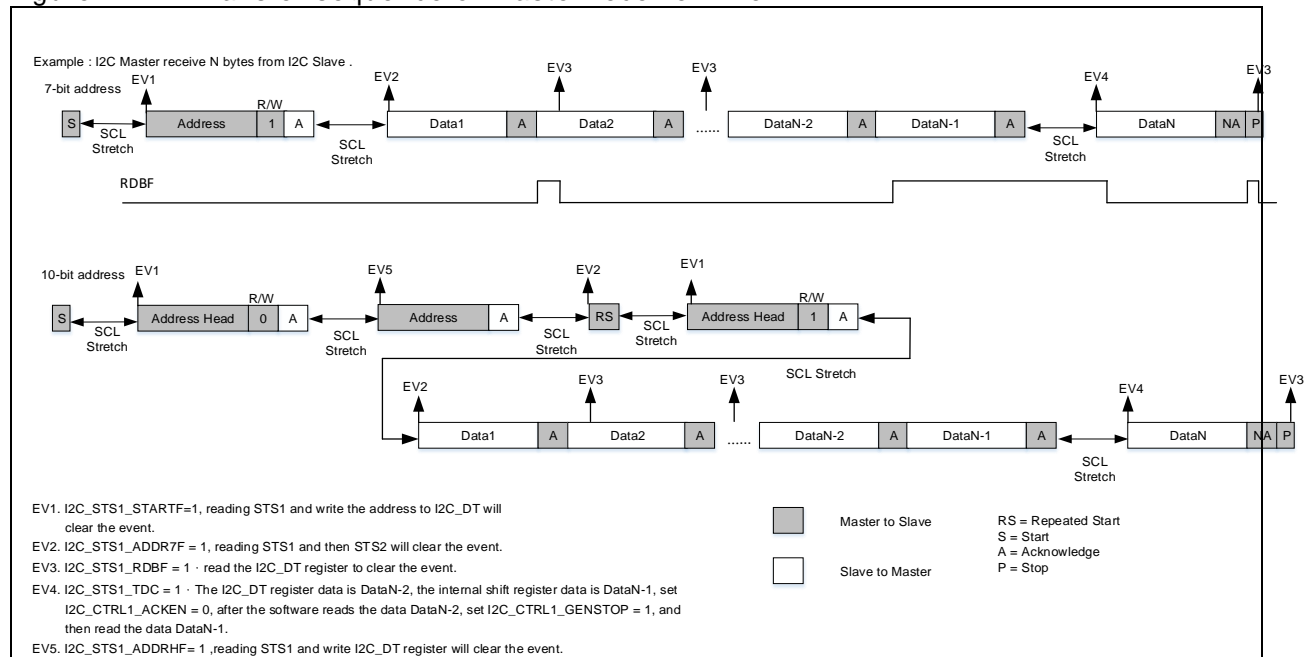 Example : I2C Master receive N bytes from I2C Slave .
7-bit address
EV1 EV2 EV3 EV3 EV4 EV3
R/W
S Address 1 A Data1 A Data2 A ...... DataN-2 A DataN-1 A DataN NA P
SCL Stretch SCL Stretch SCL Stretch
RDBF
10-bit address
EV1 EV5 EV2 EV1
R/W R/W
S Address Head 0 A Address A RS Address Head 1 A
SCL Stretch SCL Stretch SCL Stretch SCL Stretch
SCL Stretch
EV2 EV3 EV3 EV4 EV3
Data1 A Data2 A ...... DataN-2 A DataN-1 A DataN NA P
SCL Stretch
EV1. I2C_STS1_STARTF=1, reading STS1 and write the address to I2C_DT will
clear the event.
EV2. I2C_STS1_ADDR7F = 1, reading STS1 and then STS2 will clear the event.
EV3. I2C_STS1_RDBF = 1 · read the I2C_DT register to clear the event.
EV4. I2C_STS1_TDC = 1 · The I2C_DT register data is DataN-2, the internal shift register data is DataN-1, set
I2C_CTRL1_ACKEN = 0, after the software reads the data DataN-2, set I2C_CTRL1_GENSTOP = 1, and
then read the data DataN-1.
EV5. I2C_STS1_ADDRHF= 1 ,reading STS1 and write I2C_DT register will clear the event.
Master to Slave
Slave to Master
RS = Repeated Start
S = Start
A = Acknowledge
P = Stop